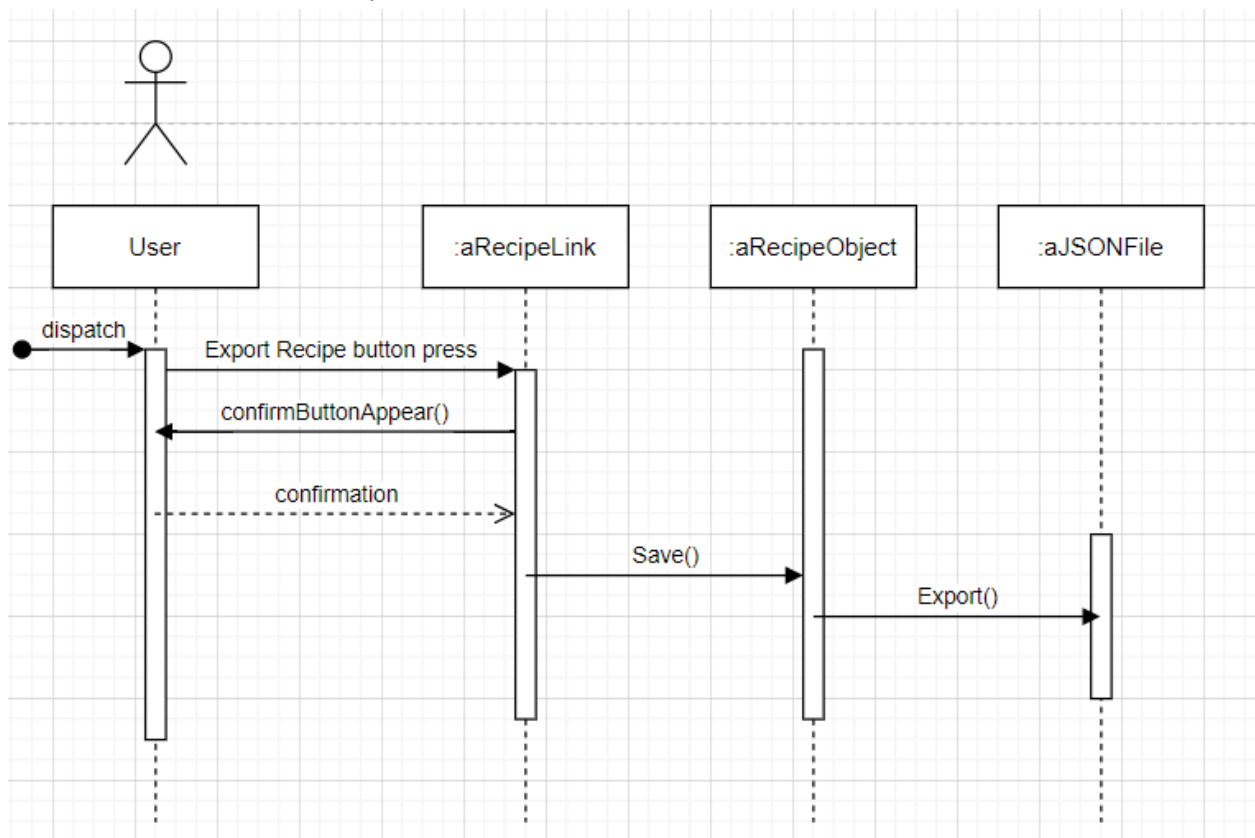 User
:aRecipeLink
:aRecipeObject
:aJSONFile
dispatch
Export Recipe button press
confirmButtonAppear()
confirmation
Save()
Export()